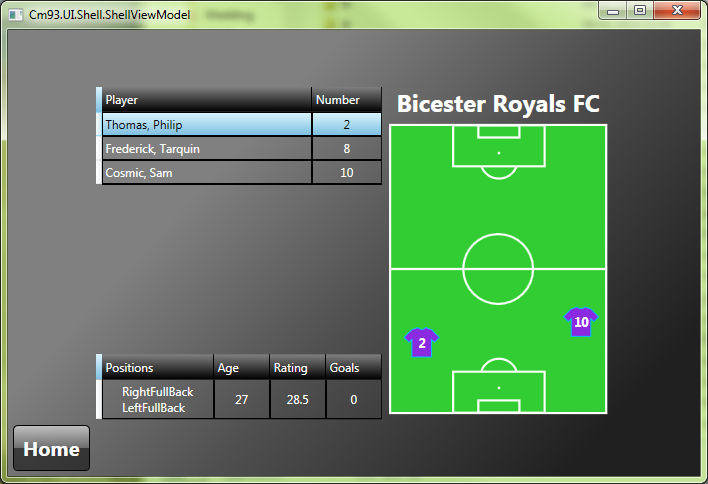 Cm93.UI.Shell.ShellViewModel
Player Number
Thomas, Philip 2
Frederick, Tarquin 8
Cosmic, Sam 10
Bicester Royals FC
10
2
Positions Age Rating Goals
RightFullBack
LeftFullBack
27 28.5 0
Home